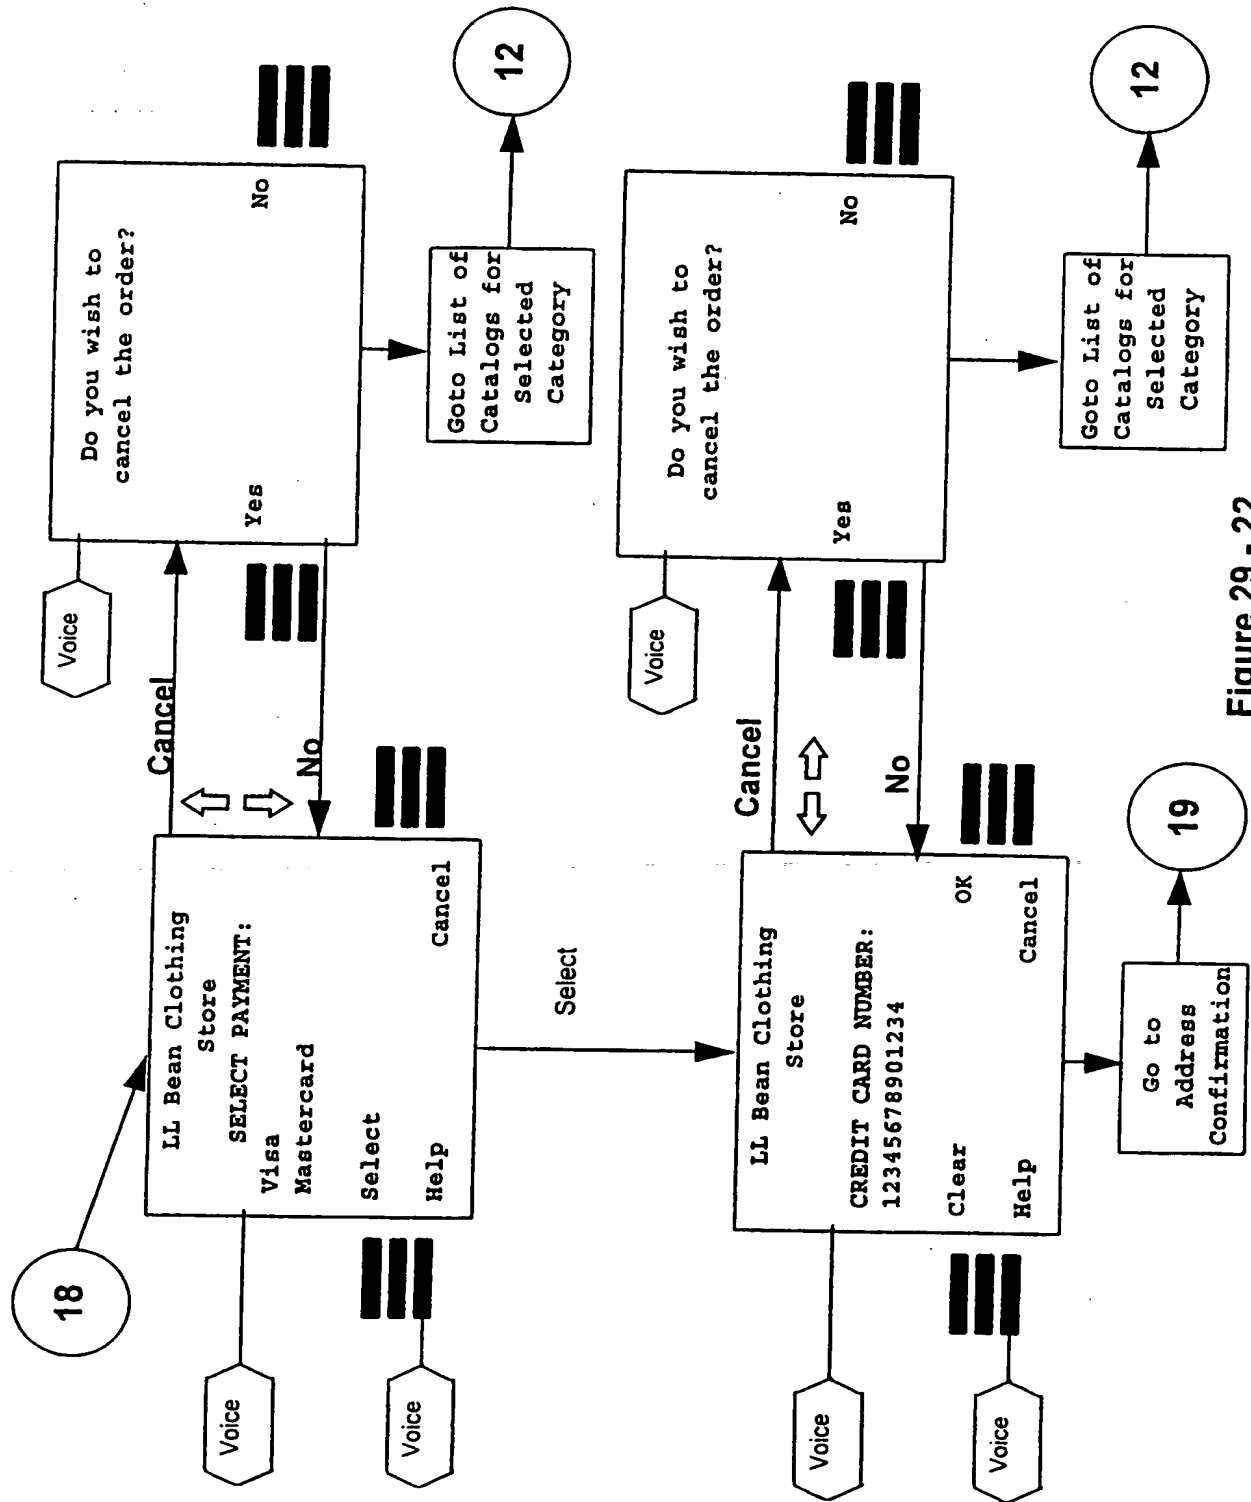 18
LL Bean Clothing
Store
SELECT PAYMENT:
Visa
Mastercard
Select
Help
Cancel
Voice
Voice
Cancel
No
Voice
Do you wish to
cancel the order?
Yes
No
Goto List of
Catalogs for
Selected
Category
12
Select
LL Bean Clothing
Store
CREDIT CARD NUMBER:
12345678901234
Clear
OK
Help
Cancel
Voice
Voice
Cancel
No
Voice
Do you wish to
cancel the order?
Yes
No
Goto List of
Catalogs for
Selected
Category
12
Go to
Address
Confirmation
19
Figure 29 - 22